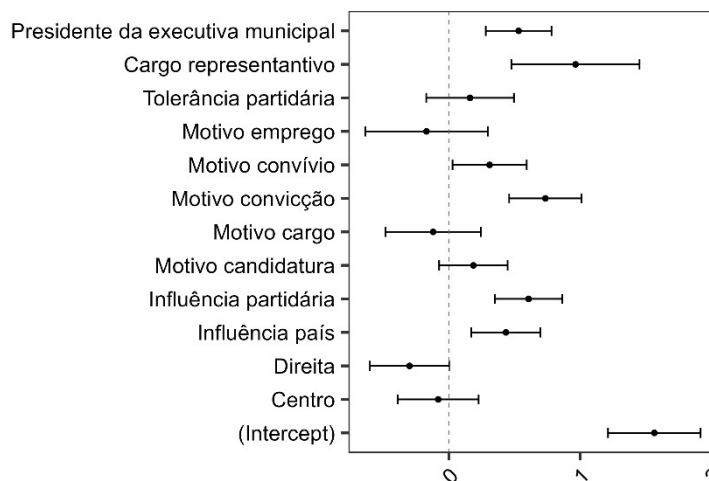 Presidente da executiva municipal
Cargo representantivo
Tolerância partidária
Motivo emprego
Motivo convívio
Motivo convicção
Motivo cargo
Motivo candidatura
Influência partidária
Influência país
Direita
Centro
(Intercept)
0 1